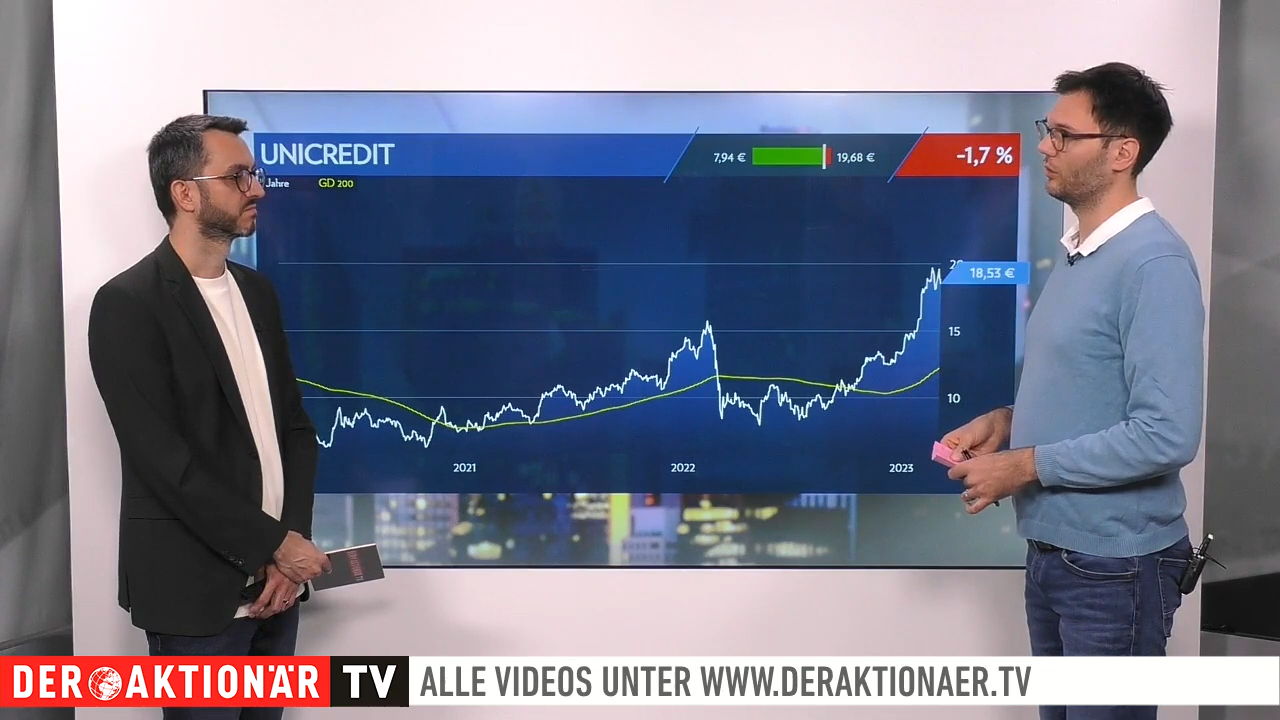 UNICREDIT
7,94 €
19,68 €
-1,7 %
Jahre
GD 200
20
18,53 €
15
10
2021
2022
2023
DER AKTIONÄR TV
ALLE VIDEOS UNTER WWW.DERAKTIONAER.TV